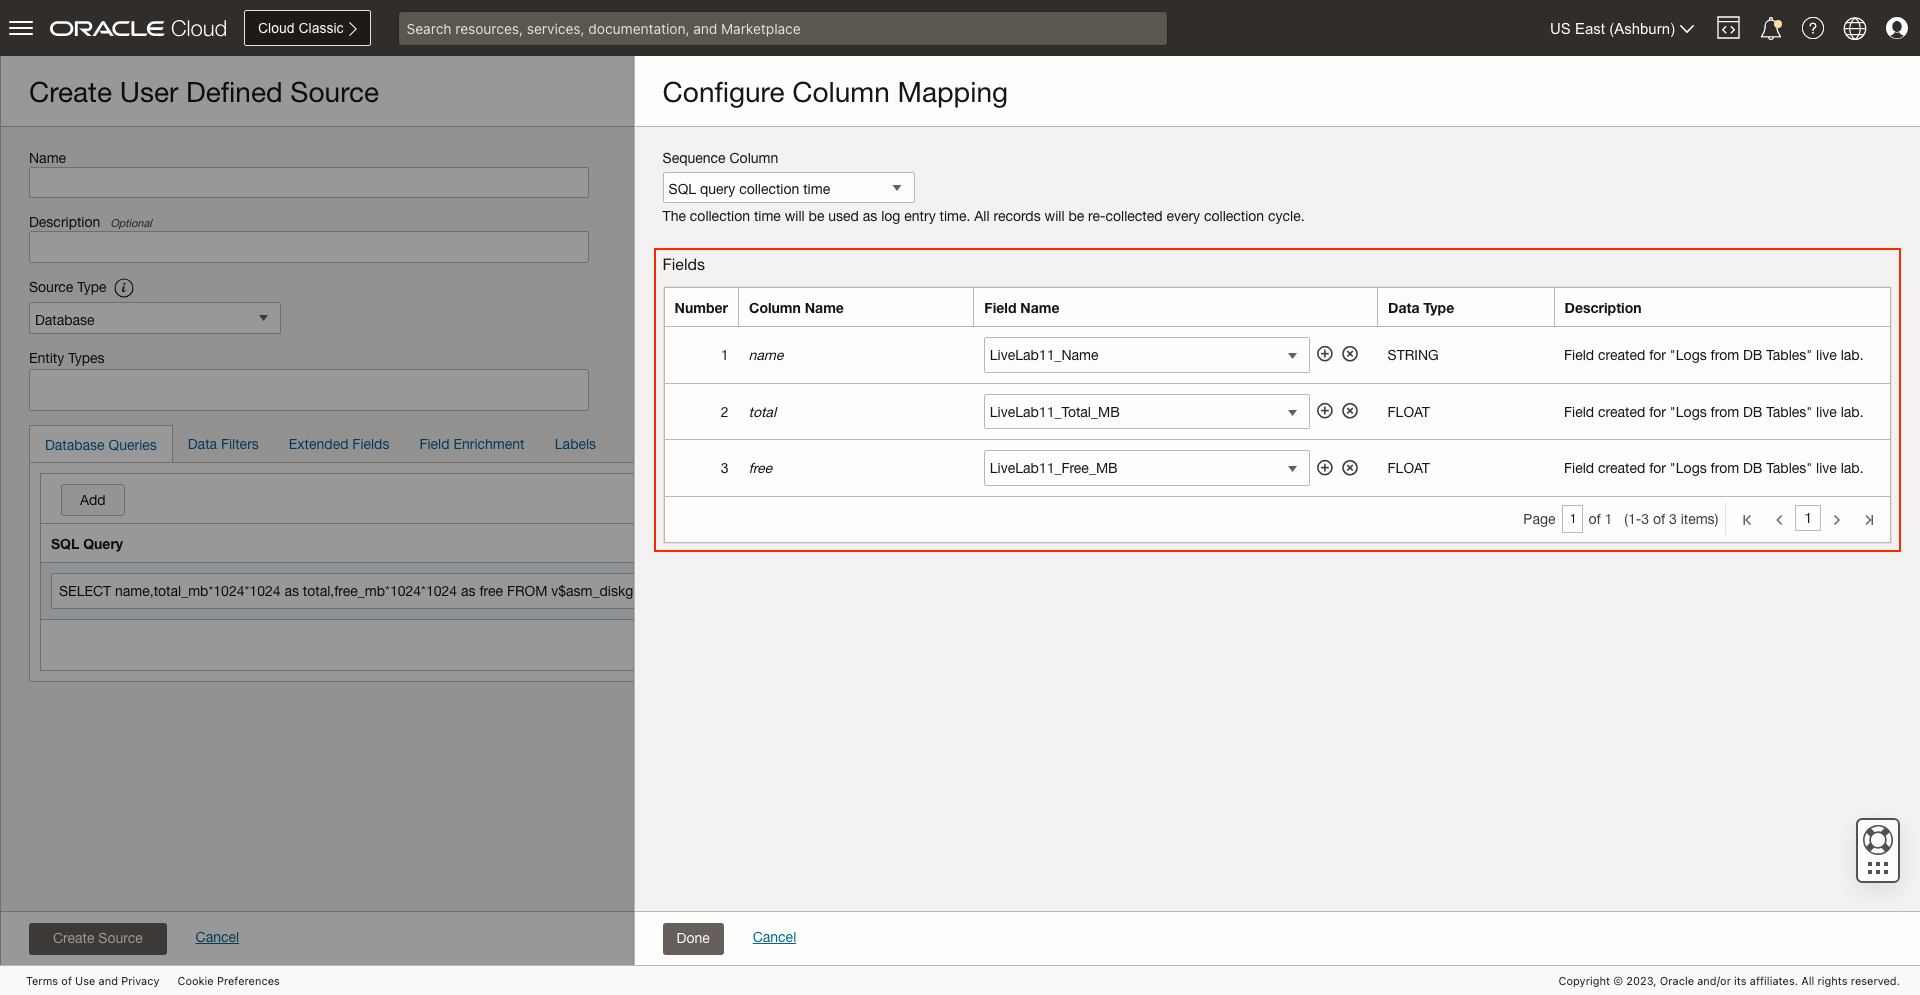 ORACLE Cloud
Cloud Classic
Search resources, services, documentation, and Marketplace
US East (Ashburn)
Create User Defined Source
Name
Description Optional
Source Type
Database
Entity Types
Database Queries Data Filters Extended Fields Field Enrichment Labels
Add
SQL Query
SELECT name,total_mb*1024*1024 as total,free_mb*1024*1024 as free FROM v$asm_diskg
Create Source Cancel
Configure Column Mapping
Sequence Column
SQL query collection time
The collection time will be used as log entry time. All records will be re-collected every collection cycle.
Fields
Number Column Name Field Name Data Type Description
1 name LiveLab11_Name STRING Field created for "Logs from DB Tables" live lab.
2 total LiveLab11_Total_MB FLOAT Field created for "Logs from DB Tables" live lab.
3 free LiveLab11_Free_MB FLOAT Field created for "Logs from DB Tables" live lab.
Page 1 of 1 (1-3 of 3 items) 1
Done Cancel
Terms of Use and Privacy Cookie Preferences
Copyright © 2023, Oracle and/or its affiliates. All rights reserved.